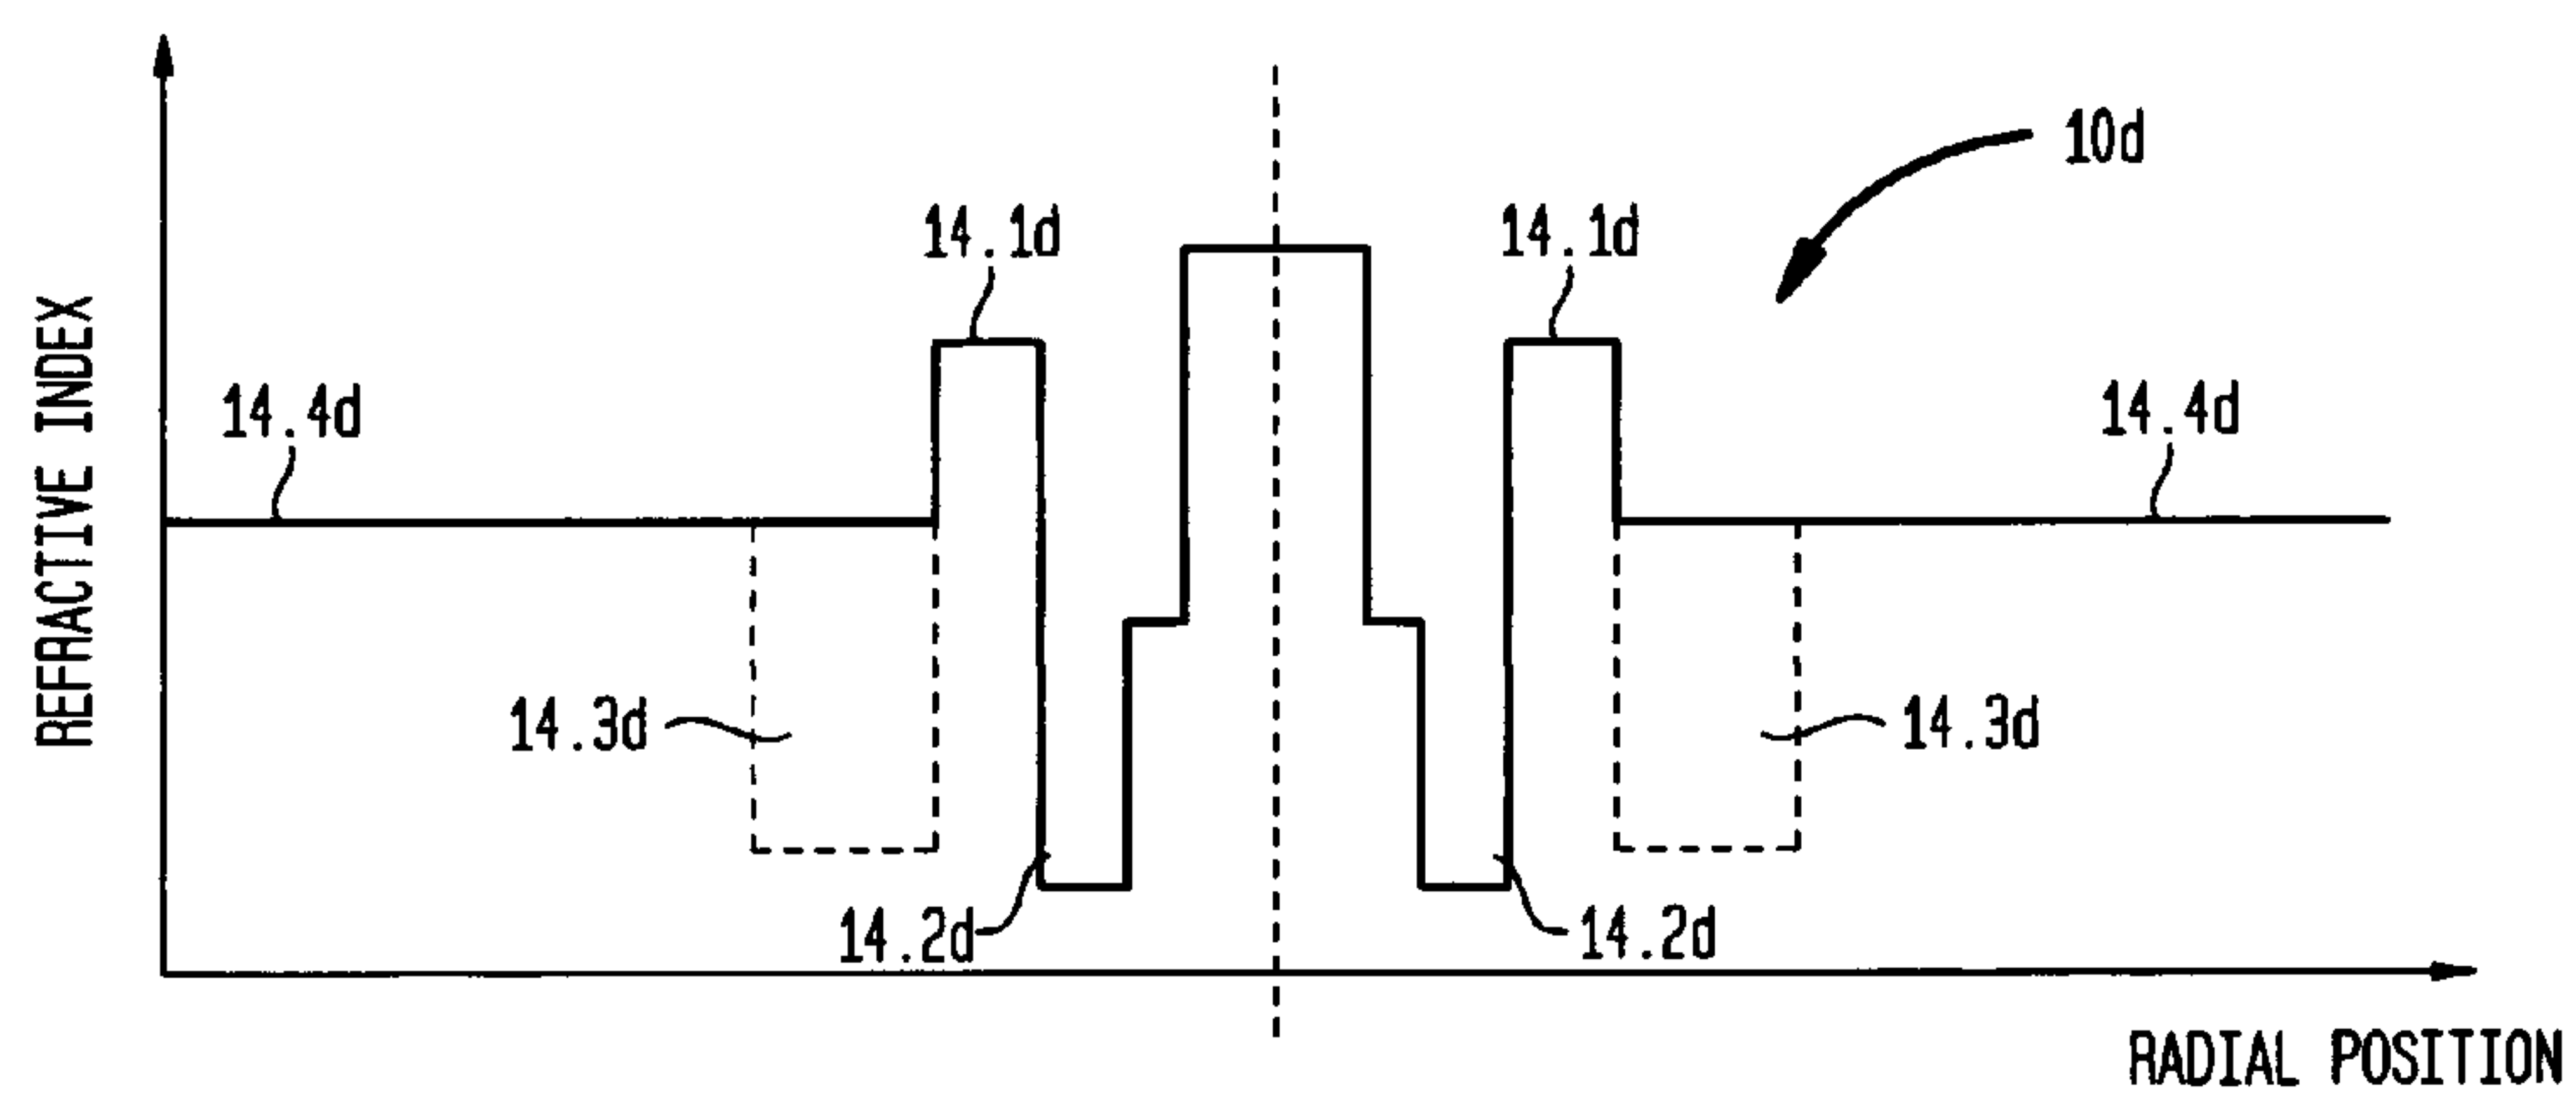 10d
14.1d
14.1d
14.4d
14.4d
REFRACTIVE INDEX
14.3d
14.3d
14.2d
14.2d
RADIAL POSITION